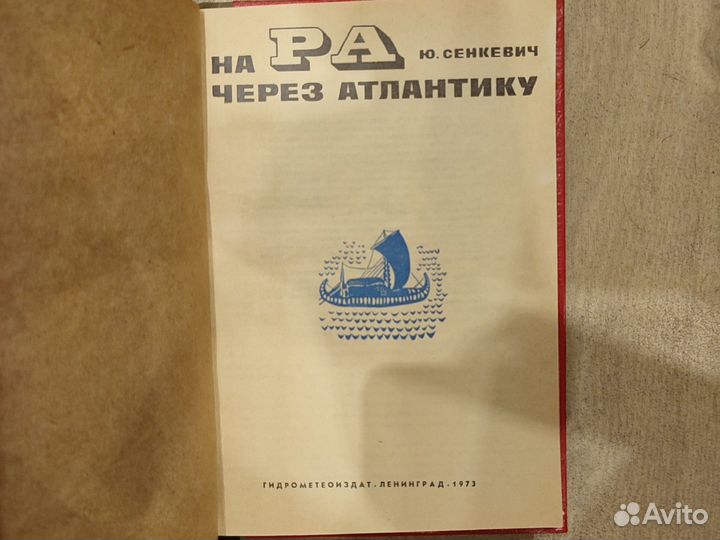 НА РА Ю. СЕНКЕВИЧ
ЧЕРЕЗ АТЛАНТИКУ
ГИДРОМЕТЕОИЗДАТ · ЛЕНИНГРАД · 1973
Avito